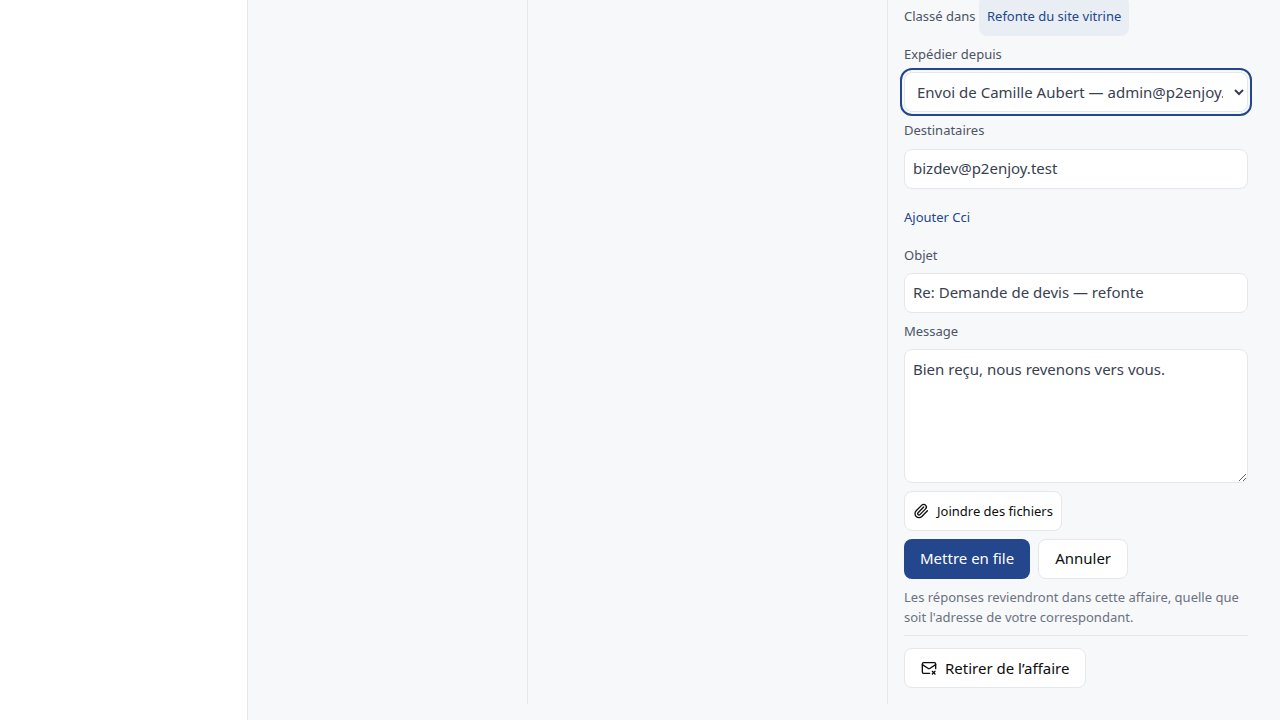 Classé dans Refonte du site vitrine
Expédier depuis
Envoi de Camille Aubert — admin@p2enjoy.
Destinataires
bizdev@p2enjoy.test
Ajouter Cci
Objet
Re: Demande de devis — refonte
Message
Bien reçu, nous revenons vers vous.
Joindre des fichiers
Mettre en file Annuler
Les réponses reviendront dans cette affaire, quelle que
soit l'adresse de votre correspondant.
Retirer de l’affaire